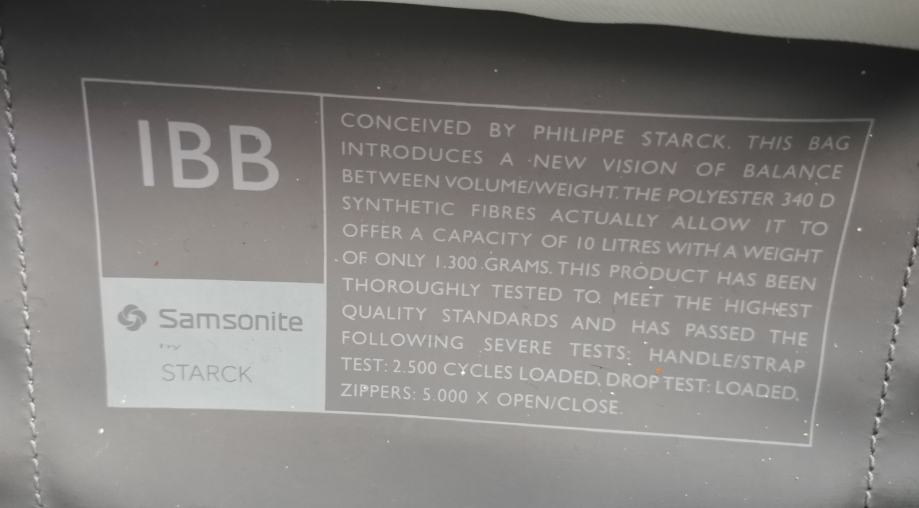 IBB
Samsonite
STARCK
CONCEIVED BY PHILIPPE STARCK. THIS BAG
INTRODUCES A NEW VISION OF BALANCE
BETWEEN VOLUME/WEIGHT. THE POLYESTER 340 D
SYNTHETIC FIBRES ACTUALLY ALLOW IT TO
OFFER A CAPACITY OF 10 LITRES WITH A WEIGHT
OF ONLY 1.300 GRAMS. THIS PRODUCT HAS BEEN
THOROUGHLY TESTED TO MEET THE HIGHEST
QUALITY STANDARDS AND HAS PASSED THE
FOLLOWING SEVERE TESTS: HANDLE/STRAP
TEST: 2.500 CYCLES LOADED. DROP TEST: LOADED.
ZIPPERS: 5.000 X OPEN/CLOSE.